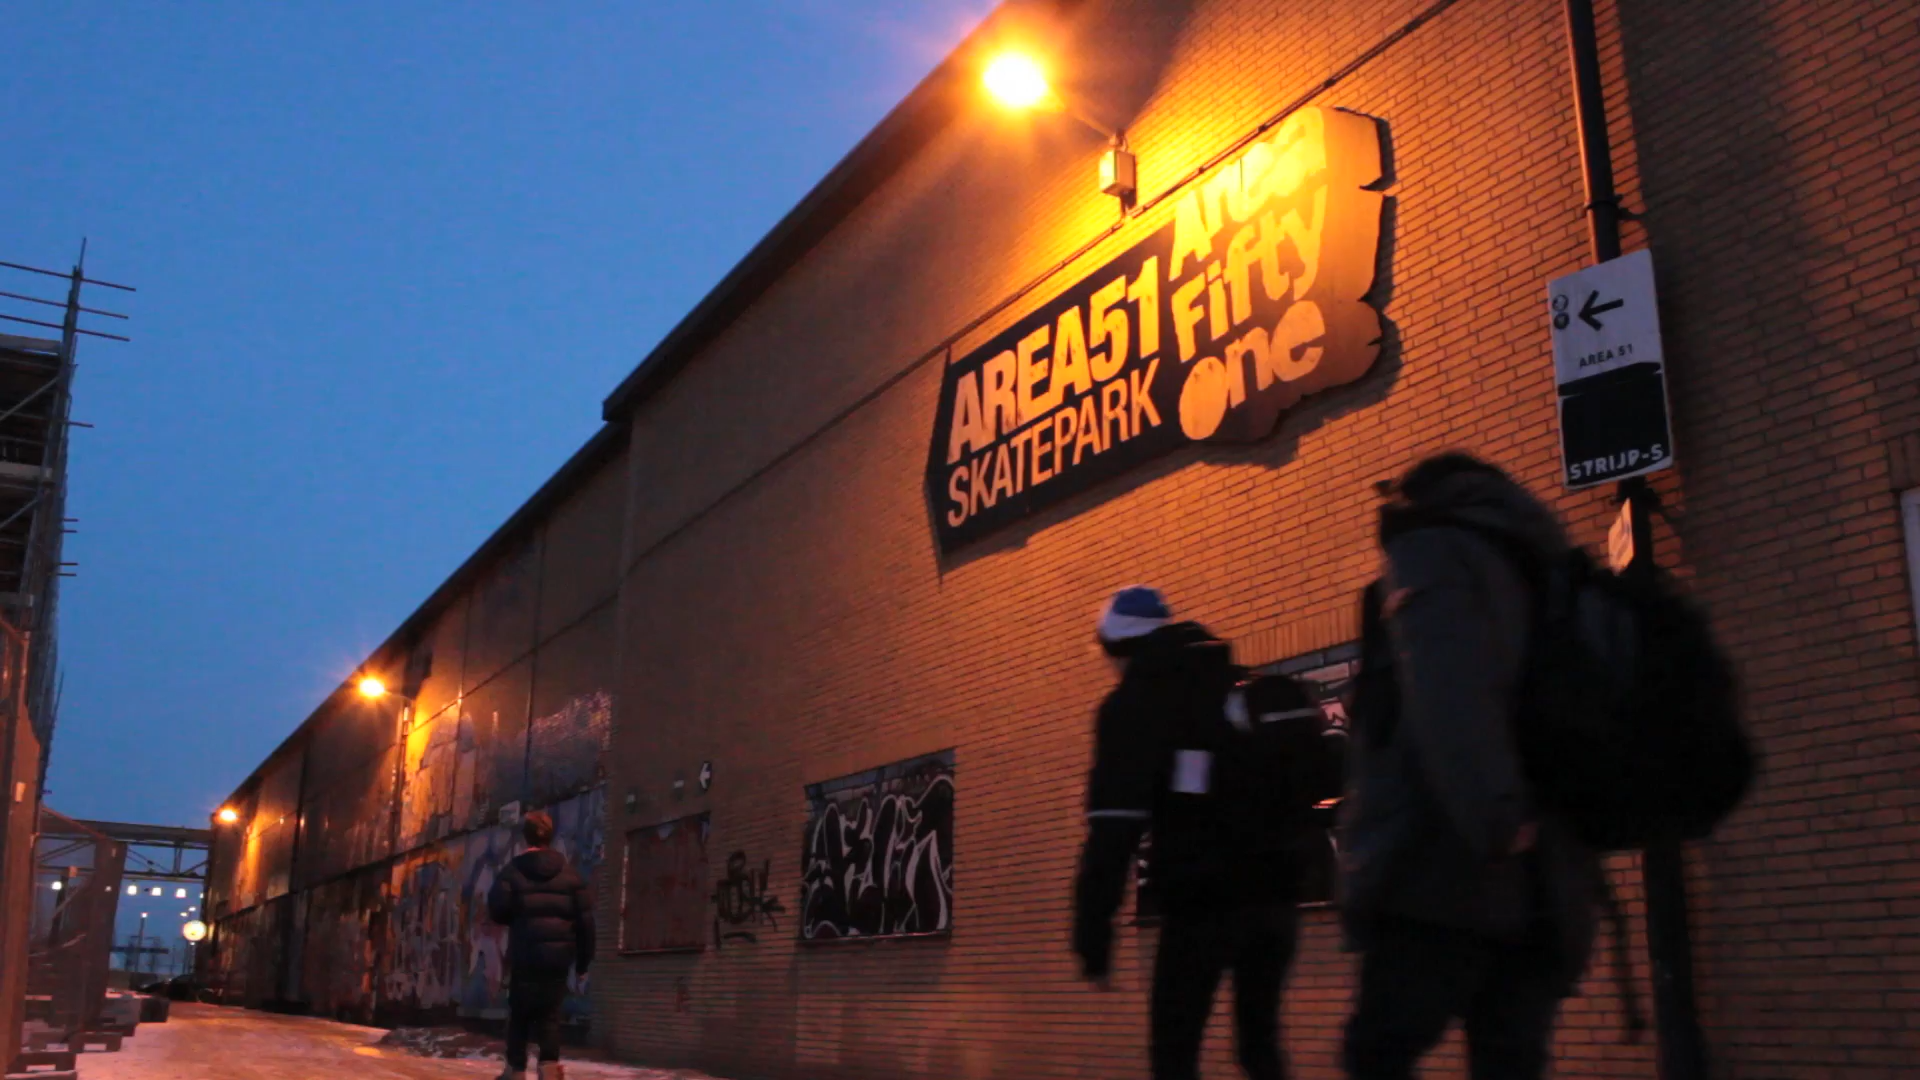 AREA51
SKATEPARK
Area
Fifty
one
AREA 51
STRIJP-S